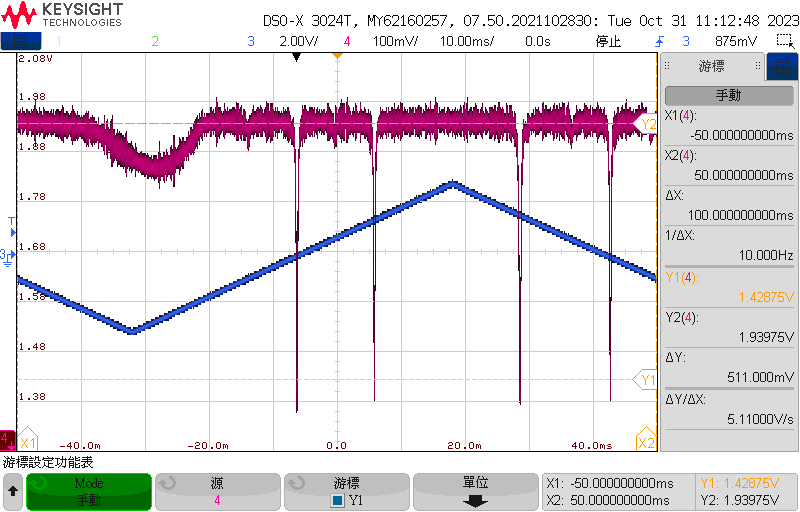 KEYSIGHT
TECHNOLOGIES
DSO-X 3024T, MY62160257, 07.50.2021102830: Tue Oct 31 11:12:48 2023
1 2 3 2.00V/ 4 100mV/ 10.00ms/ 0.0s 停止 3 875mV
2.08V
1.98
1.88
1.78
1.68
1.58
1.48
1.38
T
3
4
Y2
Y1
X1
X2
-40.0m -20.0m 0.0 20.0m 40.0ms
游標
手動
X1(4):
-50.000000000ms
X2(4):
50.000000000ms
ΔX:
100.000000000ms
1/ΔX:
10.000Hz
Y1(4):
1.42875V
Y2(4):
1.93975V
ΔY:
511.000mV
ΔY/ΔX:
5.11000V/s
游標設定功能表
Mode
手動
源
4
游標
Y1
單位
X1: -50.000000000ms
X2: 50.000000000ms
Y1: 1.42875V
Y2: 1.93975V